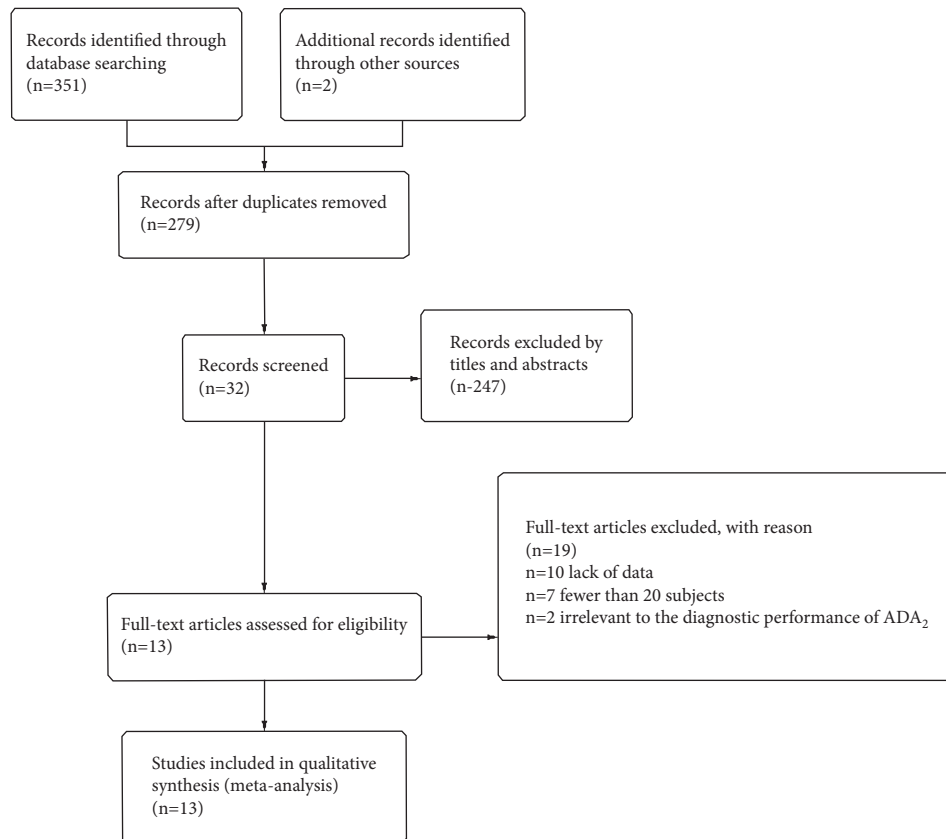 Records identified through
database searching
(n=351)
Additional records identified
through other sources
(n=2)
Records after duplicates removed
(n=279)
Records screened
(n=32)
Records excluded by
titles and abstracts
(n-247)
Full-text articles excluded, with reason
(n=19)
n=10 lack of data
n=7 fewer than 20 subjects
n=2 irrelevant to the diagnostic performance of ADA₂
Full-text articles assessed for eligibility
(n=13)
Studies included in qualitative
synthesis (meta-analysis)
(n=13)